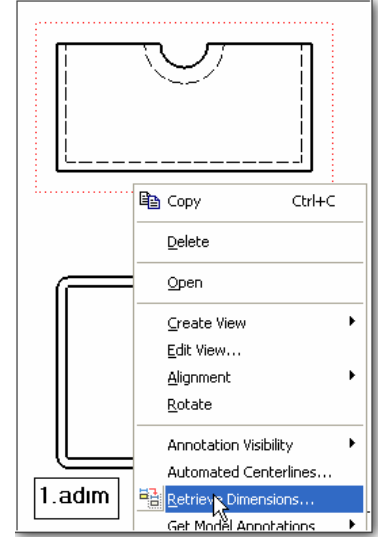 Copy Ctrl+C
Delete
Open
Create View
Edit View...
Alignment
Rotate
Annotation Visibility
Automated Centerlines...
Retrieve Dimensions...
Get Model Annotations
1.adım